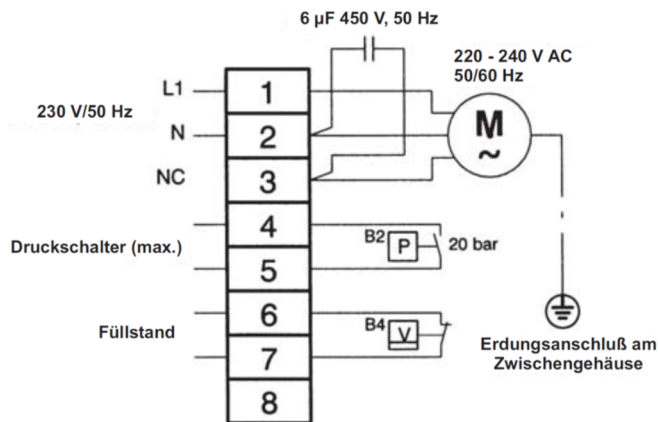 6 µF 450 V, 50 Hz
220 - 240 V AC
50/60 Hz
230 V/50 Hz
L1
N
NC
1
2
3
4
5
6
7
8
M
~
Druckschalter (max.)
B2
P
20 bar
Füllstand
B4
V
Erdungsanschluß am
Zwischengehäuse